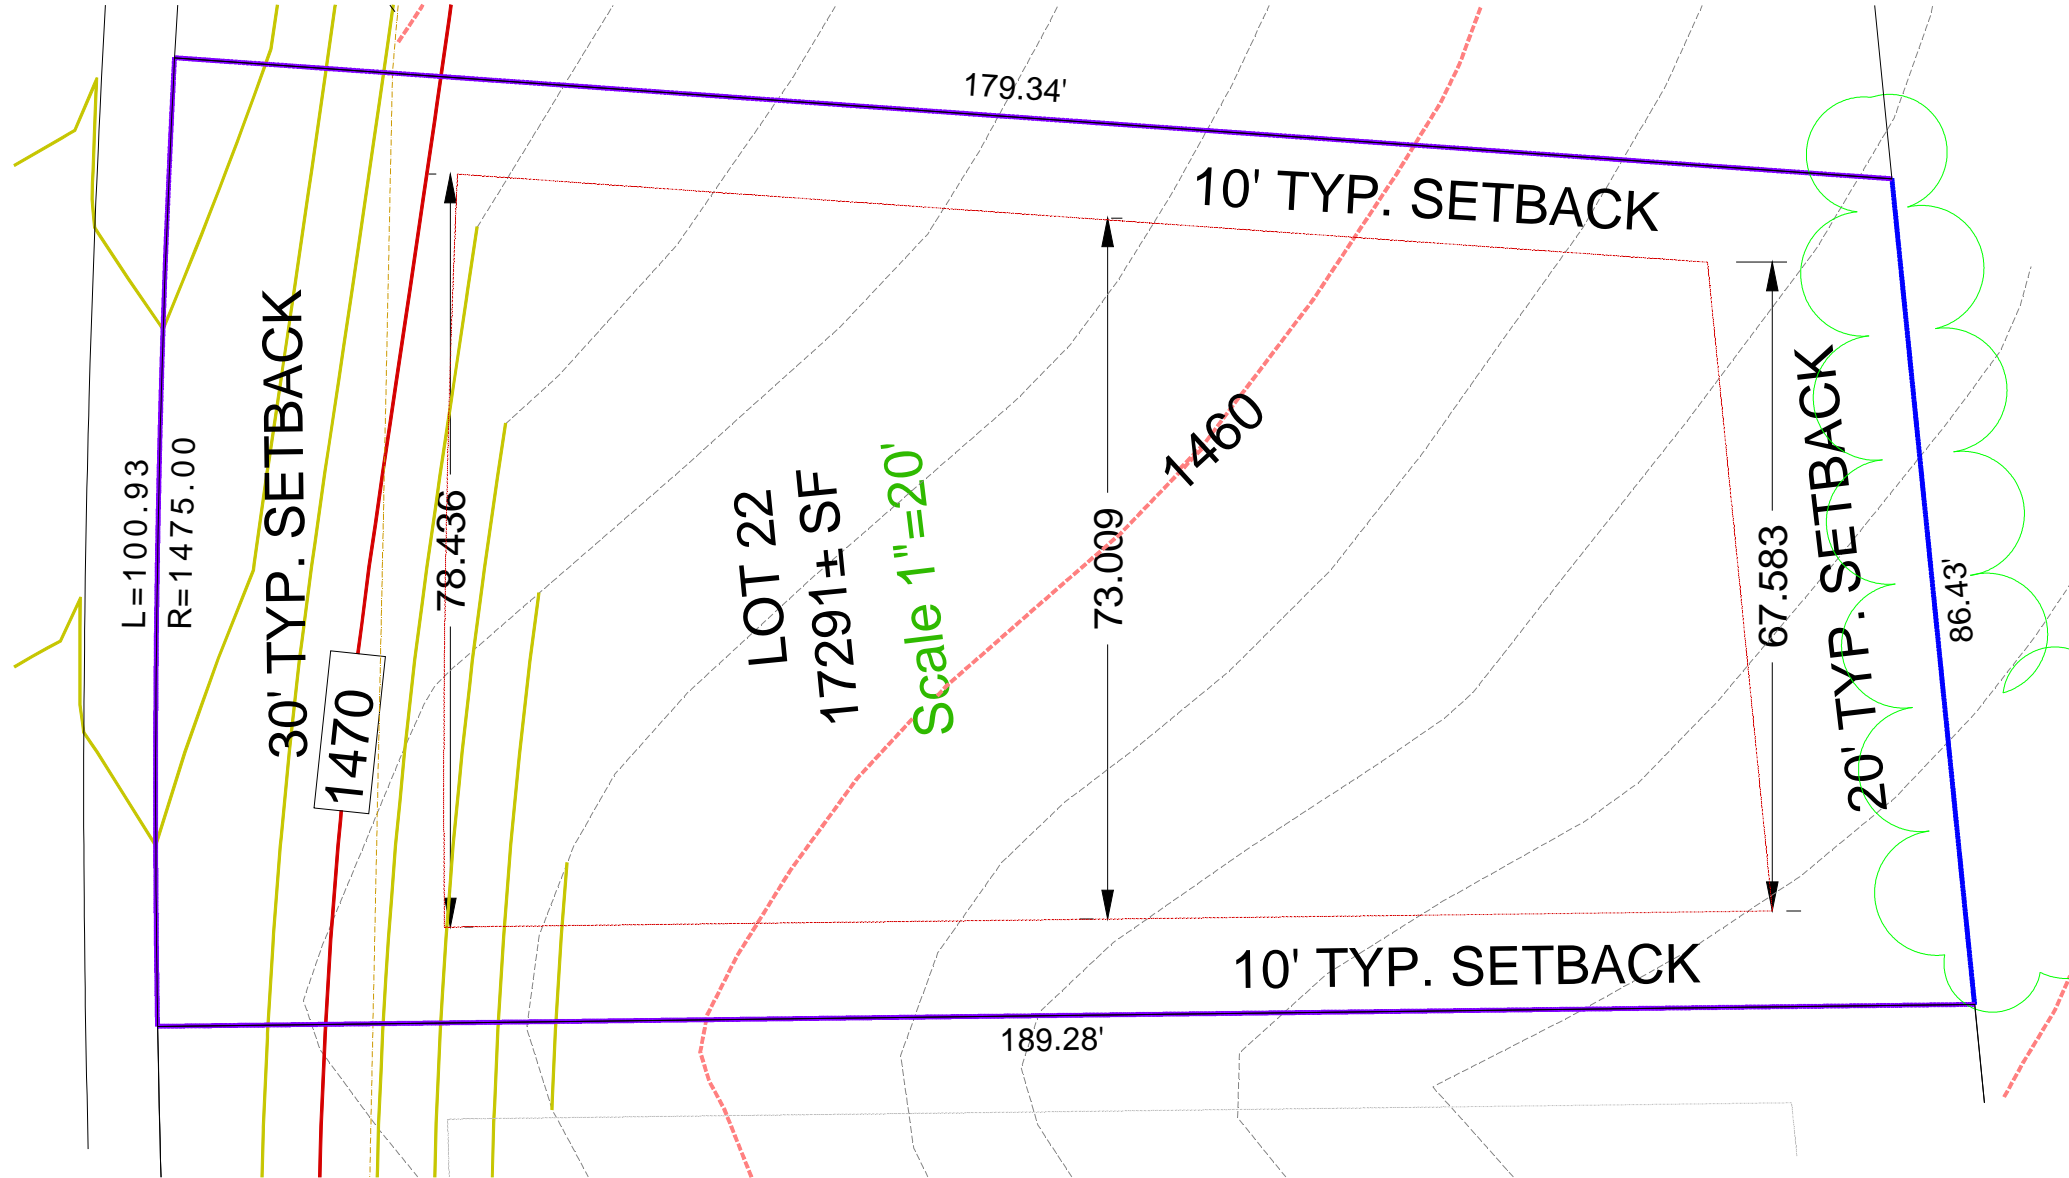 179.34'
10' TYP. SETBACK
30' TYP. SETBACK
L=100.93
R=1475.00
1470
78.436
LOT 22
17291± SF
Scale 1"=20'
1460
73.009
67.583
20' TYP. SETBACK
86.43'
10' TYP. SETBACK
189.28'